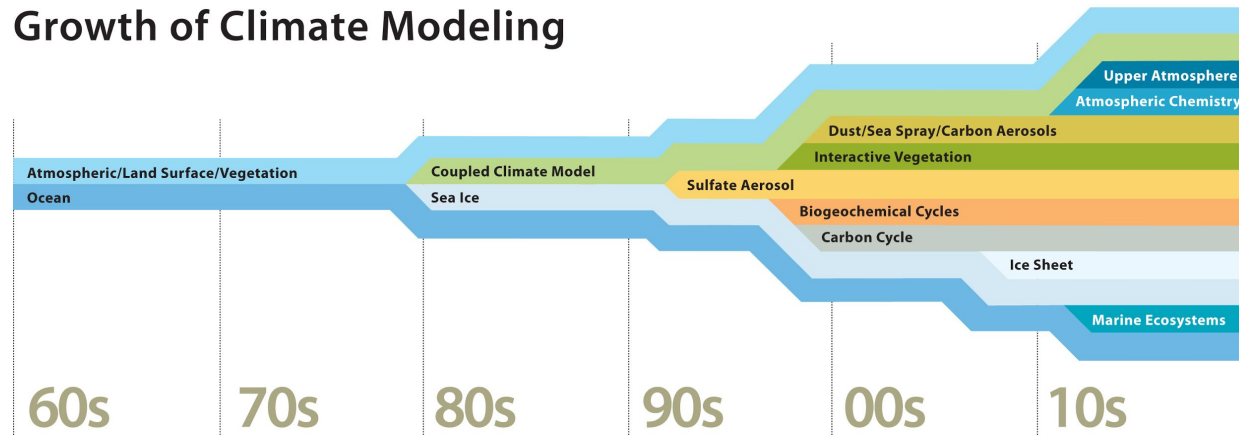 Growth of Climate Modeling
Upper Atmosphere
Atmospheric Chemistry
Dust/Sea Spray/Carbon Aerosols
Interactive Vegetation
Atmospheric/Land Surface/Vegetation
Coupled Climate Model
Sulfate Aerosol
Ocean
Sea Ice
Biogeochemical Cycles
Carbon Cycle
Ice Sheet
Marine Ecosystems
60s
70s
80s
90s
00s
10s